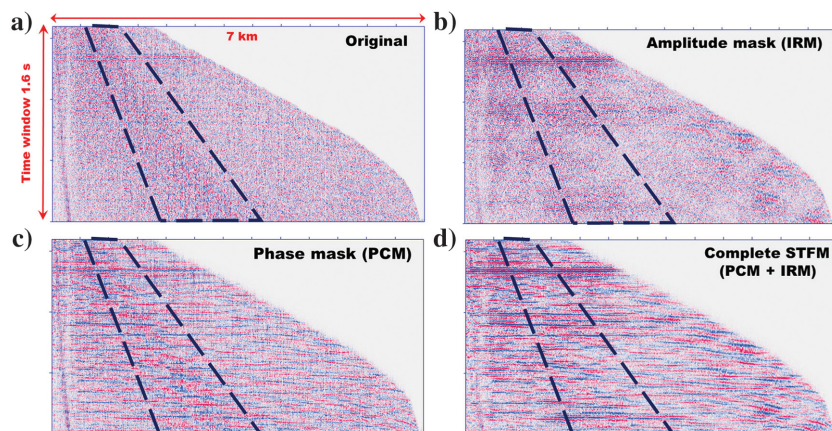 a)
7 km
Original
Time window 1.6 s
b)
Amplitude mask (IRM)
c)
Phase mask (PCM)
d)
Complete STFM
(PCM + IRM)